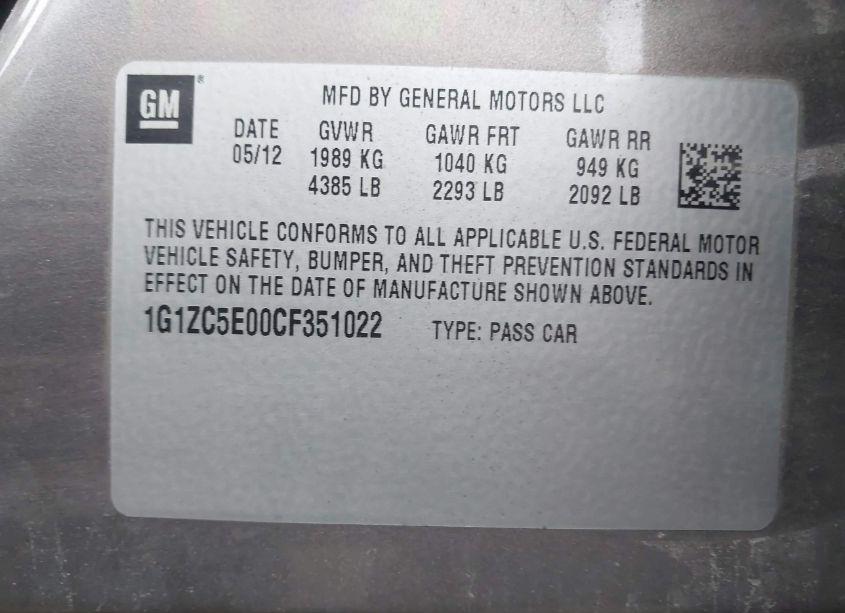 GM ®
MFD BY GENERAL MOTORS LLC
DATE GVWR GAWR FRT GAWR RR
05/12 1989 KG 1040 KG 949 KG
4385 LB 2293 LB 2092 LB
THIS VEHICLE CONFORMS TO ALL APPLICABLE U.S. FEDERAL MOTOR
VEHICLE SAFETY, BUMPER, AND THEFT PREVENTION STANDARDS IN
EFFECT ON THE DATE OF MANUFACTURE SHOWN ABOVE.
1G1ZC5E00CF351022 TYPE: PASS CAR